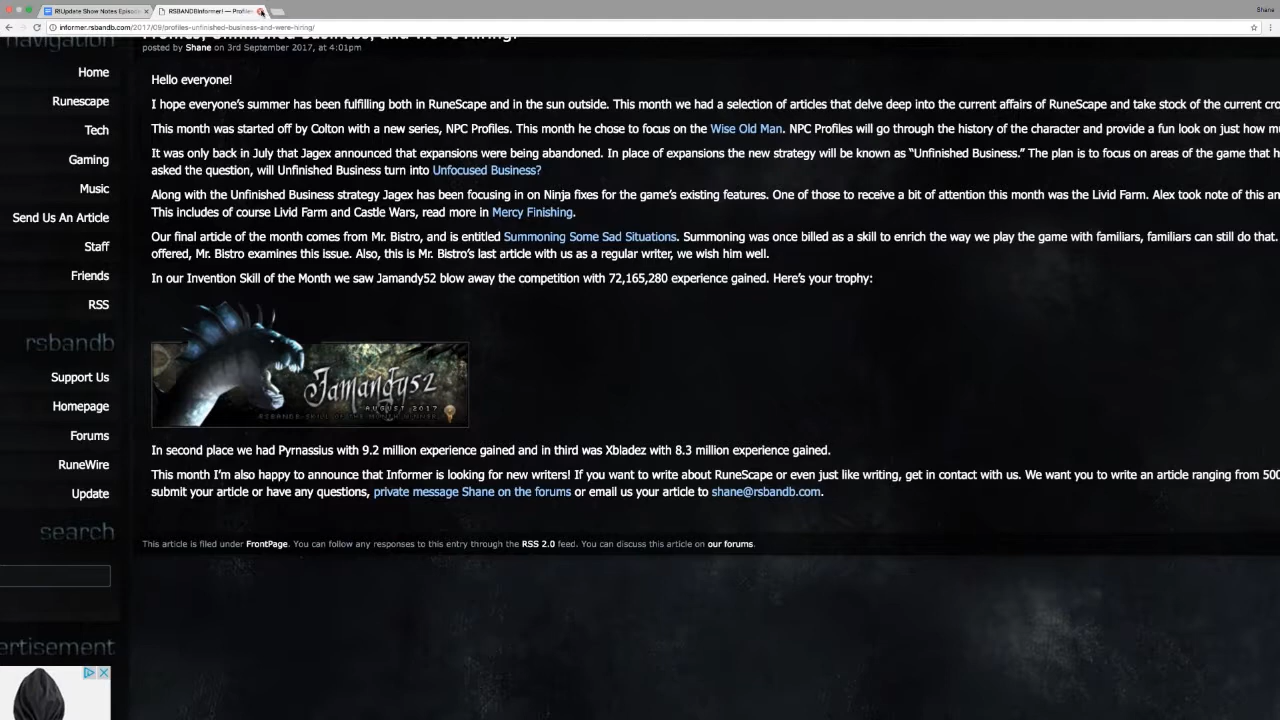 Shane
RSUpdate Show Notes Episode
RSBANDBInformer! — Profiles
informer.rsbandb.com/2017/09/profiles-unfinished-business-and-were-hiring/
navigation
Home
Runescape
Tech
Gaming
Music
Send Us An Article
Staff
Friends
RSS
rsbandb
Support Us
Homepage
Forums
RuneWire
Update
search
Profiles, Unfinished Business, and We're Hiring!
posted by Shane on 3rd September 2017, at 4:01pm
Hello everyone!
I hope everyone's summer has been fulfilling both in RuneScape and in the sun outside. This month we had a selection of articles that delve deep into the current affairs of RuneScape and take stock of the current cro
This month was started off by Colton with a new series, NPC Profiles. This month he chose to focus on the Wise Old Man. NPC Profiles will go through the history of the character and provide a fun look on just how mu
It was only back in July that Jagex announced that expansions were being abandoned. In place of expansions the new strategy will be known as "Unfinished Business." The plan is to focus on areas of the game that h
asked the question, will Unfinished Business turn into Unfocused Business?
Along with the Unfinished Business strategy Jagex has been focusing in on Ninja fixes for the game's existing features. One of those to receive a bit of attention this month was the Livid Farm. Alex took note of this an
This includes of course Livid Farm and Castle Wars, read more in Mercy Finishing.
Our final article of the month comes from Mr. Bistro, and is entitled Summoning Some Sad Situations. Summoning was once billed as a skill to enrich the way we play the game with familiars, familiars can still do that.
offered, Mr. Bistro examines this issue. Also, this is Mr. Bistro's last article with us as a regular writer, we wish him well.
In our Invention Skill of the Month we saw Jamandy52 blow away the competition with 72,165,280 experience gained. Here's your trophy:
Jamandy52
AUGUST 2017
RSBANDB SKILL OF THE MONTH WINNER
In second place we had Pyrnassius with 9.2 million experience gained and in third was Xbladez with 8.3 million experience gained.
This month I'm also happy to announce that Informer is looking for new writers! If you want to write about RuneScape or even just like writing, get in contact with us. We want you to write an article ranging from 500
submit your article or have any questions, private message Shane on the forums or email us your article to shane@rsbandb.com.
This article is filed under FrontPage. You can follow any responses to this entry through the RSS 2.0 feed. You can discuss this article on our forums.
ertisement